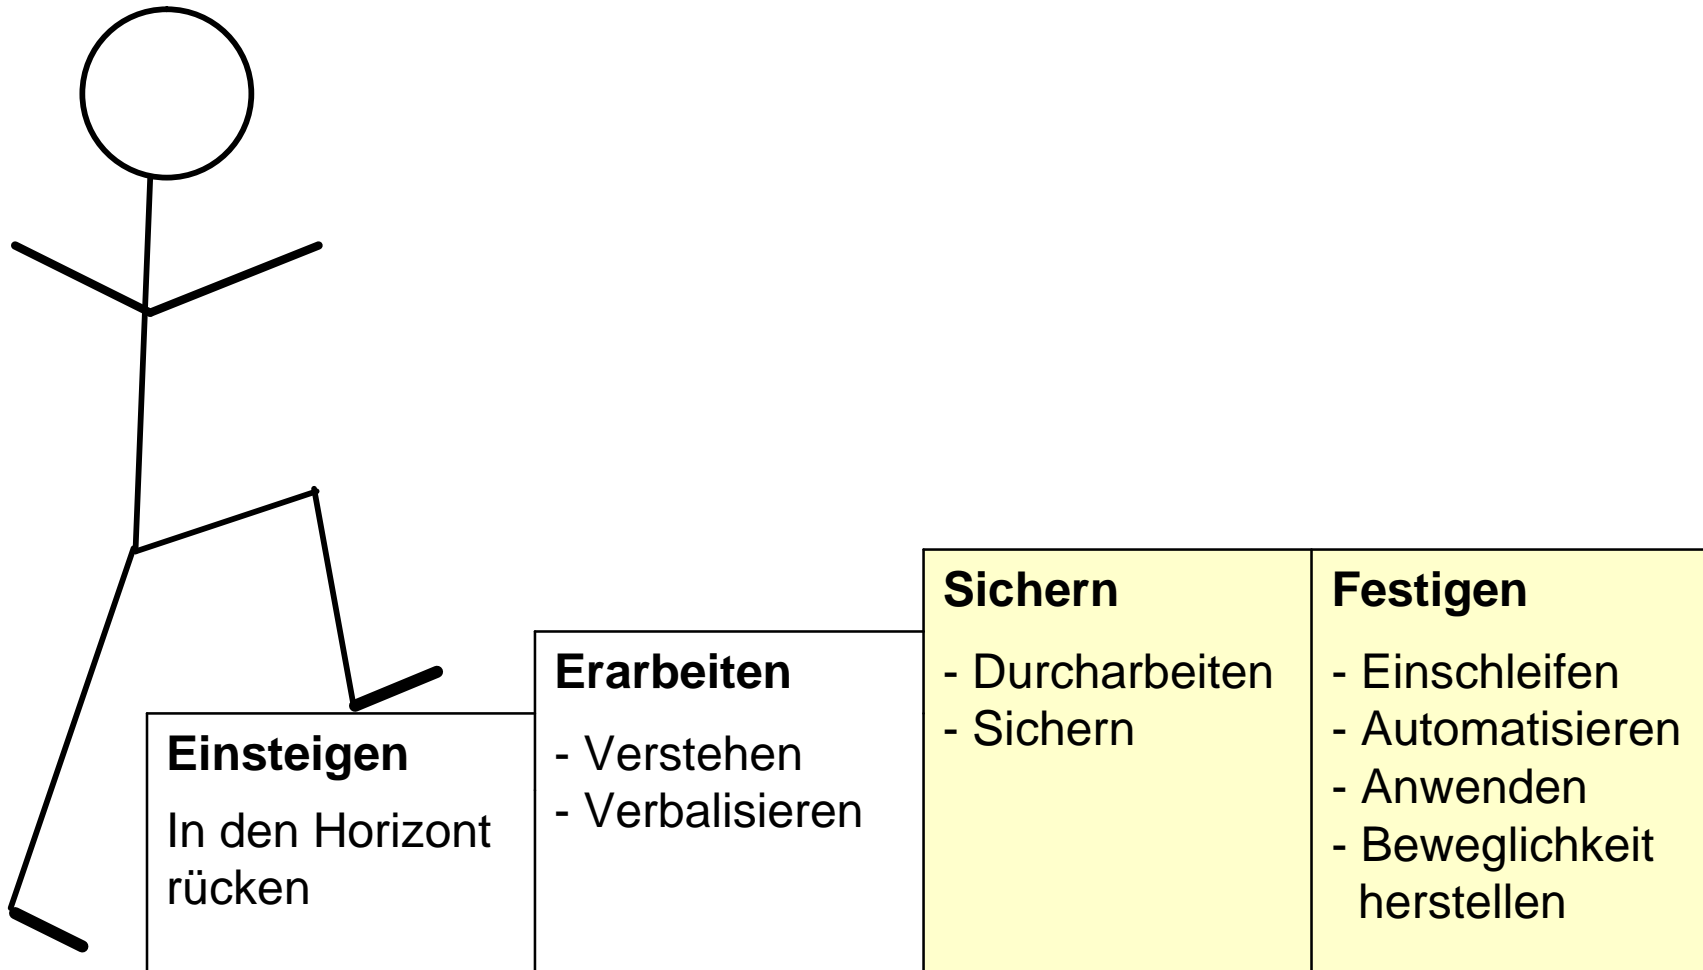 Einsteigen
In den Horizont
rücken
Erarbeiten
- Verstehen
- Verbalisieren
Sichern
- Durcharbeiten
- Sichern
Festigen
- Einschleifen
- Automatisieren
- Anwenden
- Beweglichkeit
herstellen